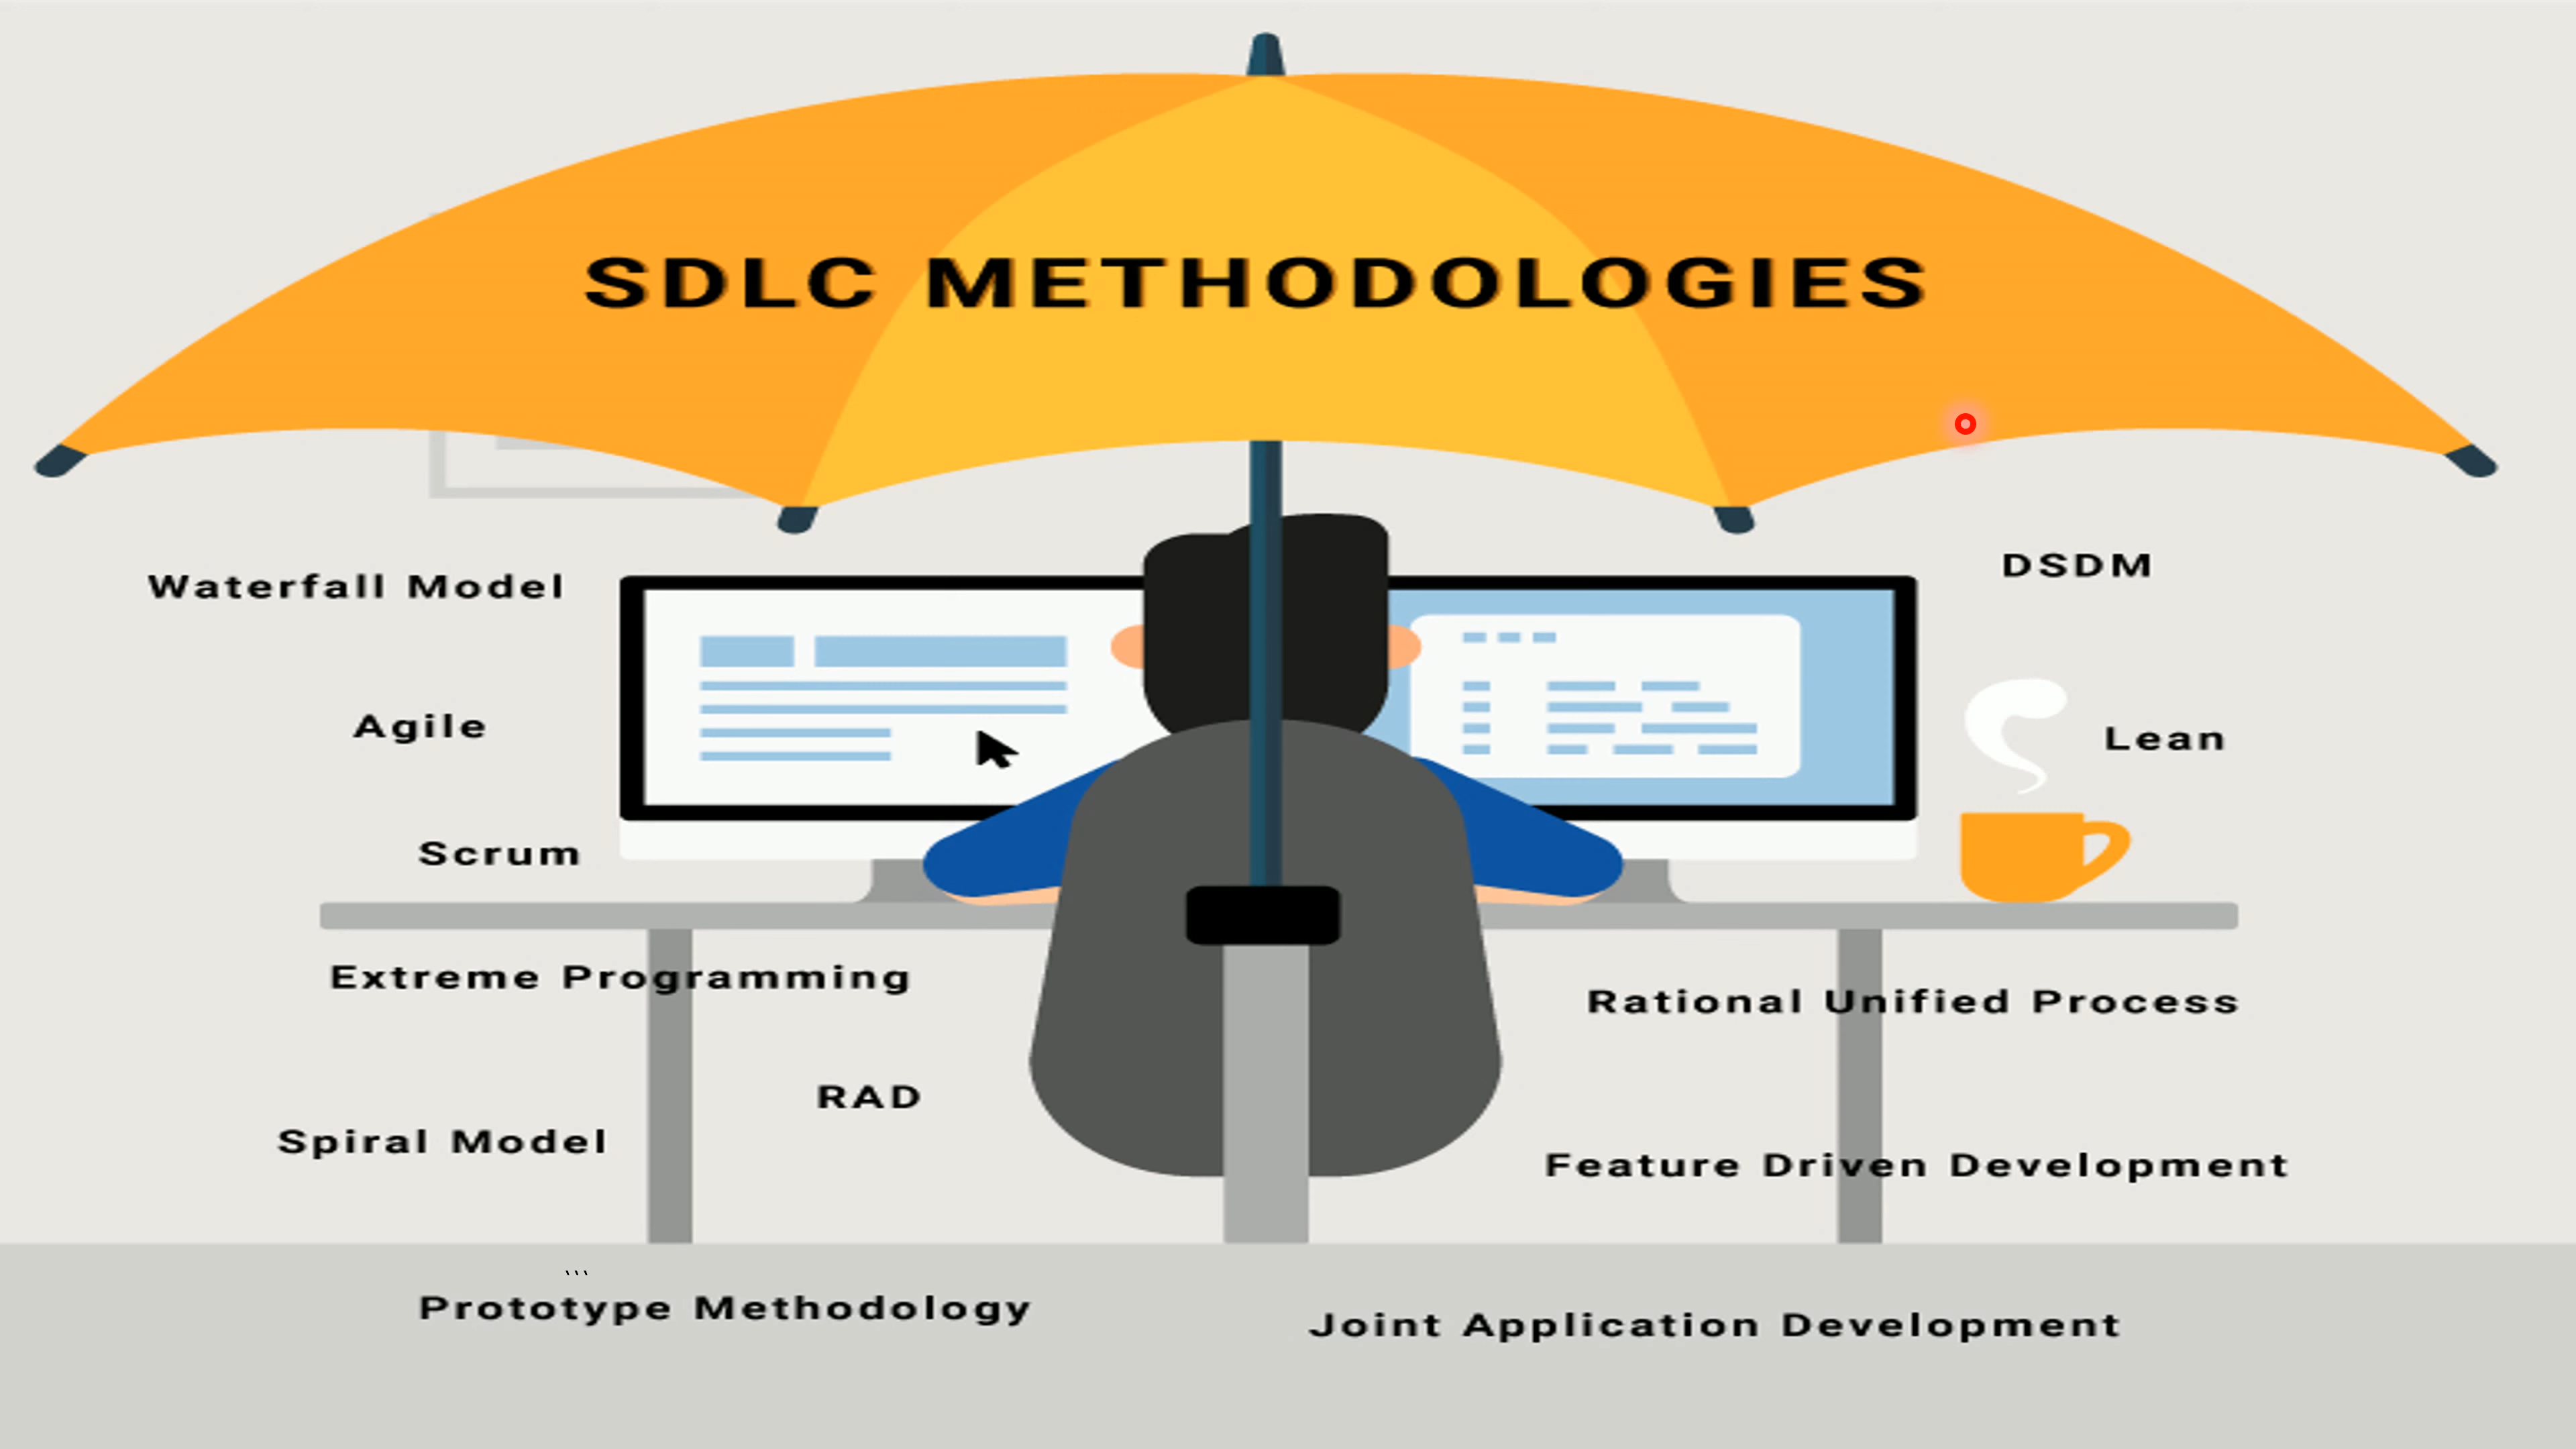 SDLC METHODOLOGIES
Waterfall Model
DSDM
Agile
Lean
Scrum
Extreme Programming
Rational Unified Process
RAD
Spiral Model
Feature Driven Development
```
Prototype Methodology
Joint Application Development